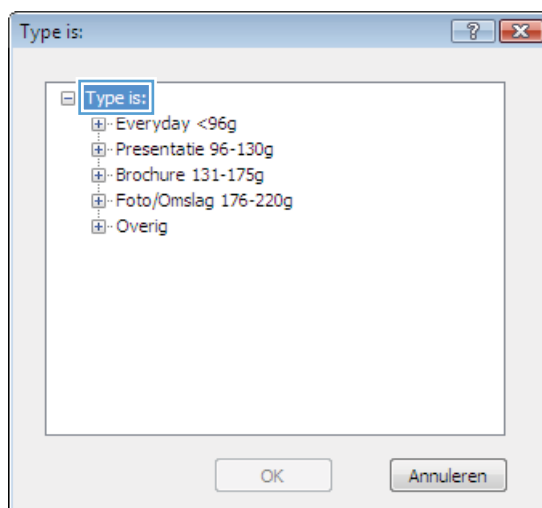 Type is:
Type is:
Everyday <96g
Presentatie 96-130g
Brochure 131-175g
Foto/Omslag 176-220g
Overig
OK
Annuleren